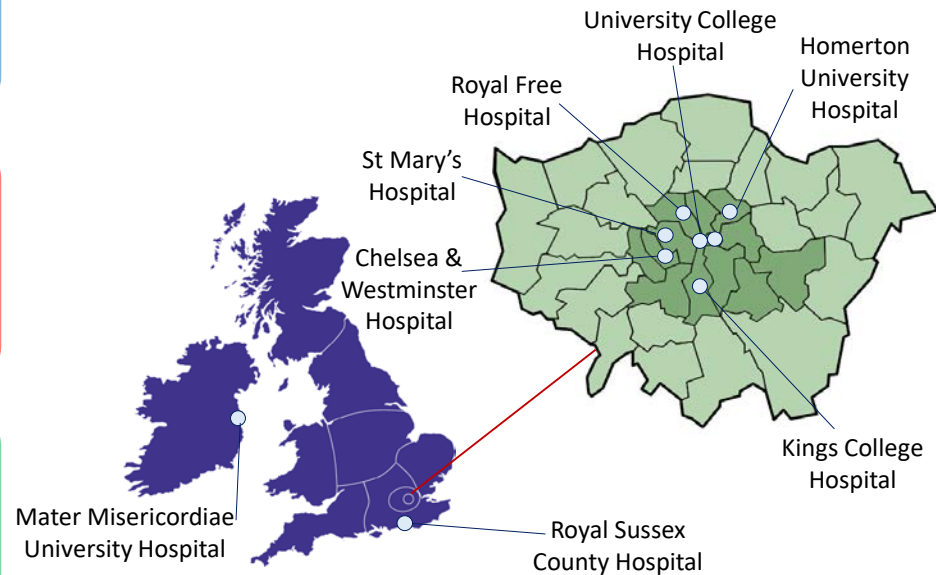 University College
Hospital
Homerton
University
Hospital
Royal Free
Hospital
St Mary’s
Hospital
Chelsea &
Westminster
Hospital
Kings College
Hospital
Mater Misericordiae
University Hospital
Royal Sussex
County Hospital